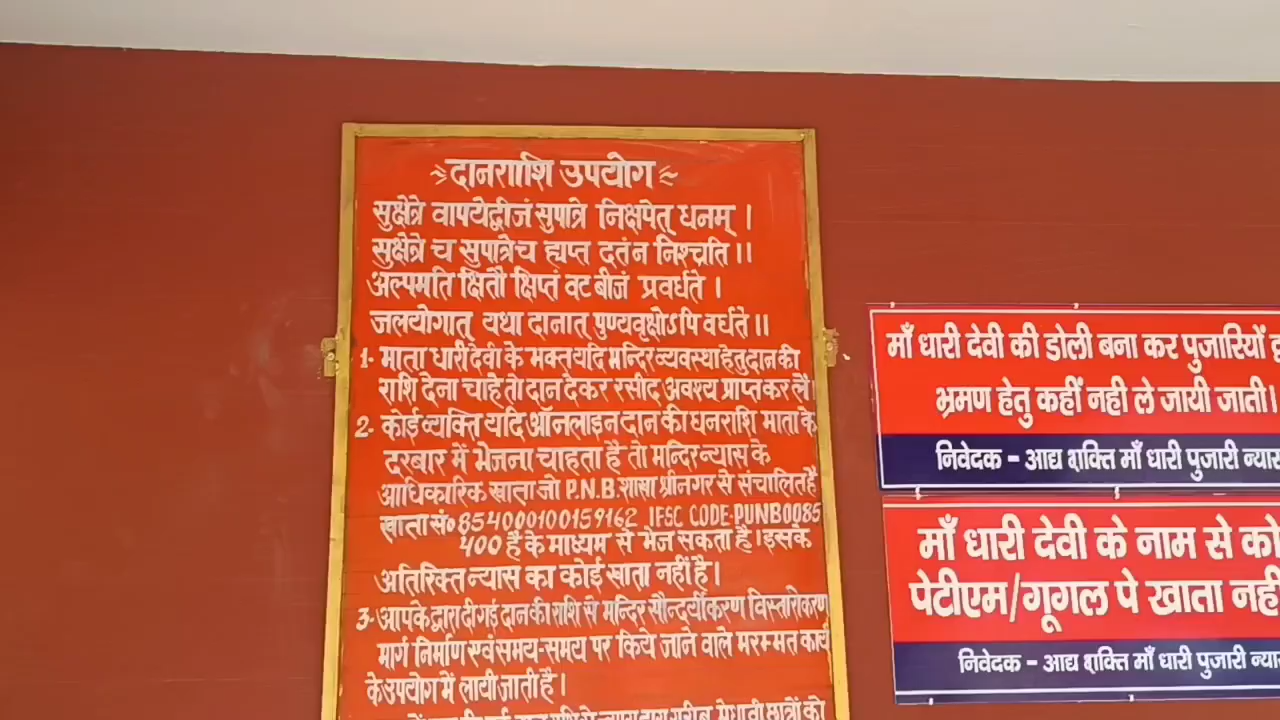 दानराशि उपयोग
सुक्षेत्रे वापयेद्बीजं सुपात्रे निक्षपेत् धनम् ।
सुक्षेत्रे च सुपात्रे च ह्यप्त दतंन निश्चति ।।
अल्पमति क्षितौ क्षिप्तं वट बीजं प्रवर्धते ।
जलयोगात् यथा दानात् पुण्यवृक्षोऽपि वर्धते ।।
1- माता धारीदेवी के भक्त यदि मन्दिर व्यवस्था हेतु दान की
राशि देना चाहै तो दान देकर रसीद अवश्य प्राप्त कर लें।
2- कोई व्यक्ति यदि ऑनलाइन दान की धनराशि माता के
दरबार में भेजना चाहता है तो मन्दिर न्यास के
आधिकारिक खाता जो P.N.B. शाखा श्रीनगर से संचालित है
खाता सं० 854000100159162 IFSC CODE-PUNB0085
400 है के माध्यम से भेज सकता है। इसके
अतिरिक्त न्यास का कोई खाता नहीं है।
3- आपके द्वारा दी गई दान की राशि से मन्दिर सौन्दर्यीकरण विस्तारीकरण
मार्ग निर्माण एवं समय-समय पर किये जाने वाले मरम्मत कार्य
के उपयोग में लायी जाती है।
गरीब मेधावी छात्रों को
माँ धारी देवी की डोली बना कर पुजारियों
भ्रमण हेतु कहीं नही ले जायी जाती।
निवेदक - आद्य शक्ति माँ धारी पुजारी न्यास
माँ धारी देवी के नाम से को
पेटीएम/गूगल पे खाता नही
निवेदक - आद्य शक्ति माँ धारी पुजारी न्यास